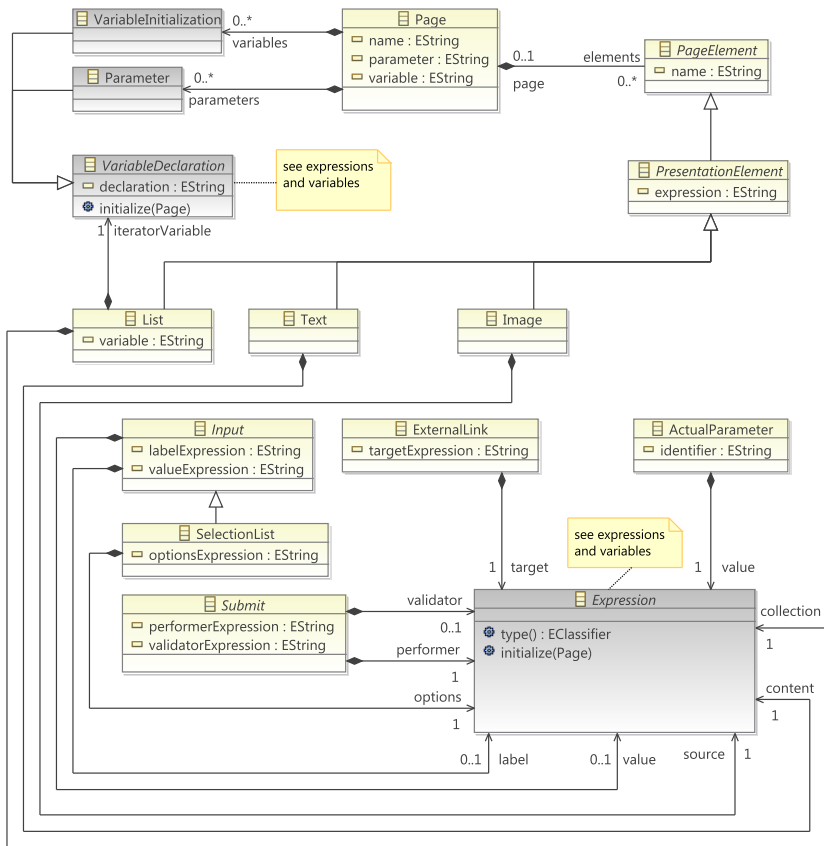 VariableInitialization
0..*
variables
Page
name : EString
parameter : EString
variable : EString
0..1
page
elements
0..*
PageElement
name : EString
Parameter
0..*
parameters
VariableDeclaration
declaration : EString
initialize(Page)
see expressions
and variables
PresentationElement
expression : EString
1
iteratorVariable
List
variable : EString
Text
Image
Input
labelExpression : EString
valueExpression : EString
ExternalLink
targetExpression : EString
ActualParameter
identifier : EString
SelectionList
optionsExpression : EString
see expressions
and variables
1 target
1 value
Submit
performerExpression : EString
validatorExpression : EString
validator
0..1
performer
1
options
1
Expression
type() : EClassifier
initialize(Page)
collection
1
content
1
0..1 label
0..1 value
source 1